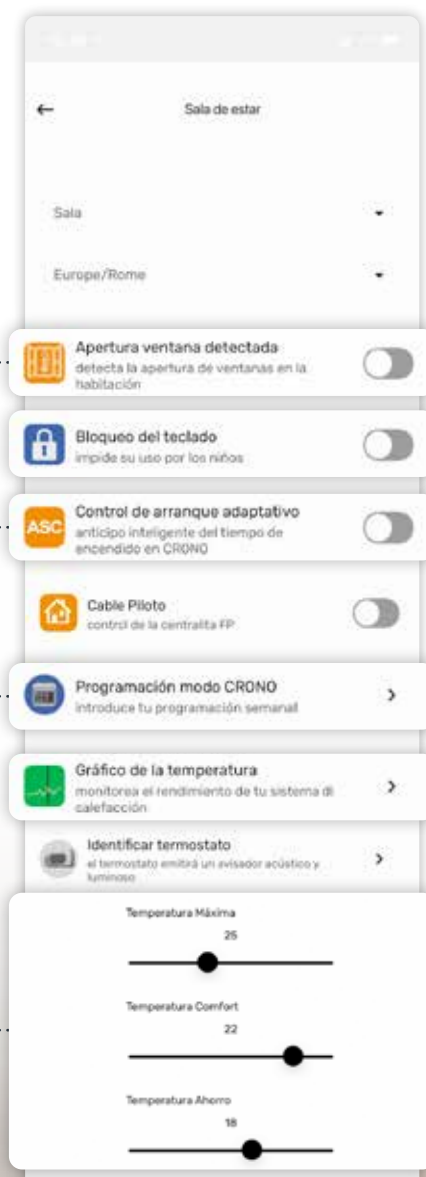 Sala de estar
Sala
Europe/Rome
Apertura ventana detectada
detecta la apertura de ventanas en la
habitación
Bloqueo del teclado
impide su uso por los niños
ASC
Control de arranque adaptativo
anticipo inteligente del tiempo de
encendido en CRONO
Cable Piloto
control de la centralita FP
Programación modo CRONO
introduce tu programación semanal
Gráfico de la temperatura
monitorea el rendimiento de tu sistema di
calefacción
Identificar termostato
el termostato emitirá un avisador acústico y
luminoso
Temperatura Máxima
25
Temperatura Comfort
22
Temperatura Ahorro
18